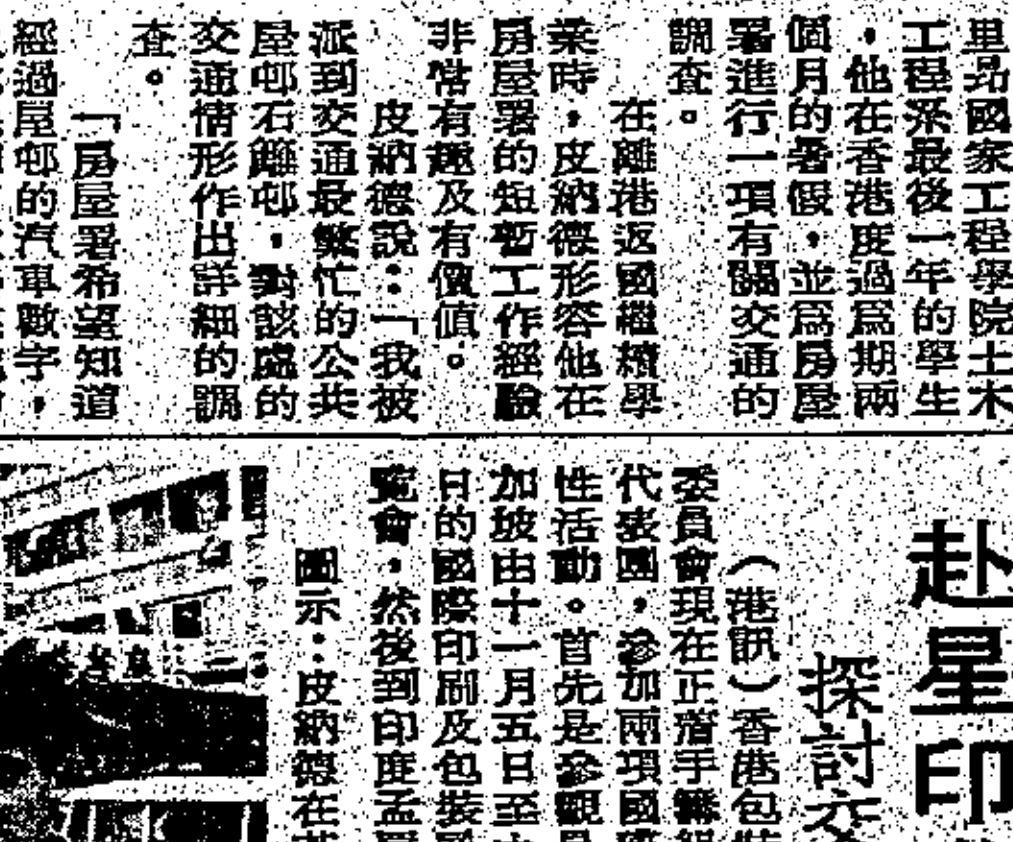 里昂國家工程學院土木
工程系最後一年的學生
，他在香港度過爲期兩
個月的暑假，並爲房屋
署進行一項有關交通的
調查。
在離港返國繼續學
業時，皮納德形容他在
房屋署的短暫工作經驗
非常有趣及有價值。
皮納德說：「我被
派到交通最繁忙的公共
屋邨石籬邨，對該處的
交通情形作出詳細的調
查。
「房屋署希望知道
經過屋邨的汽車數字，
赴星印
探討
（港訊）香港包裝
委員會現在正着手籌組
代表團，參加兩項國際
性活動。首先是參觀
加坡由十一月五日至
日的國際印刷及包裝
覽會，然後到印度孟
圖示：皮納德在